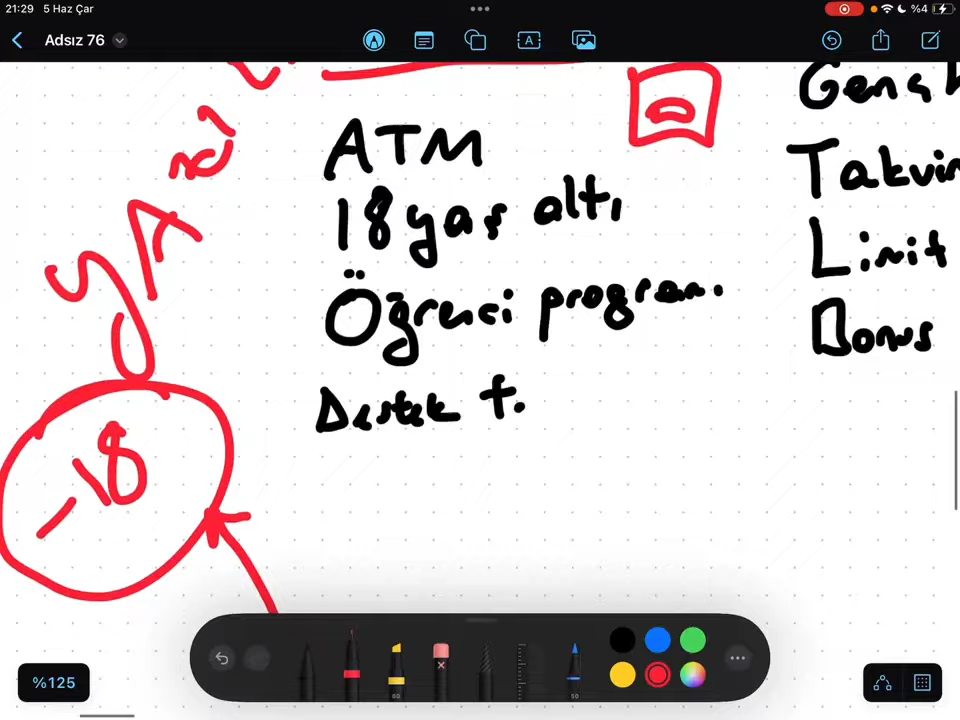 21:29 5 Haz Çar
%4
Adsız 76
A
ATM
18 yaş altı
Öğrenci program.
Destek t.
Takvim
Limit
Bonus
-18
50
%125